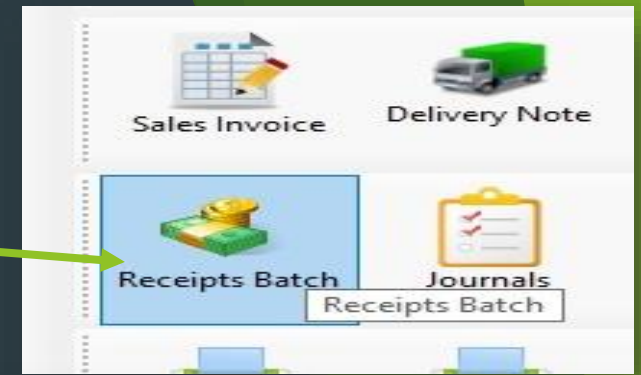 Sales Invoice
Delivery Note
Receipts Batch
Journals
Receipts Batch